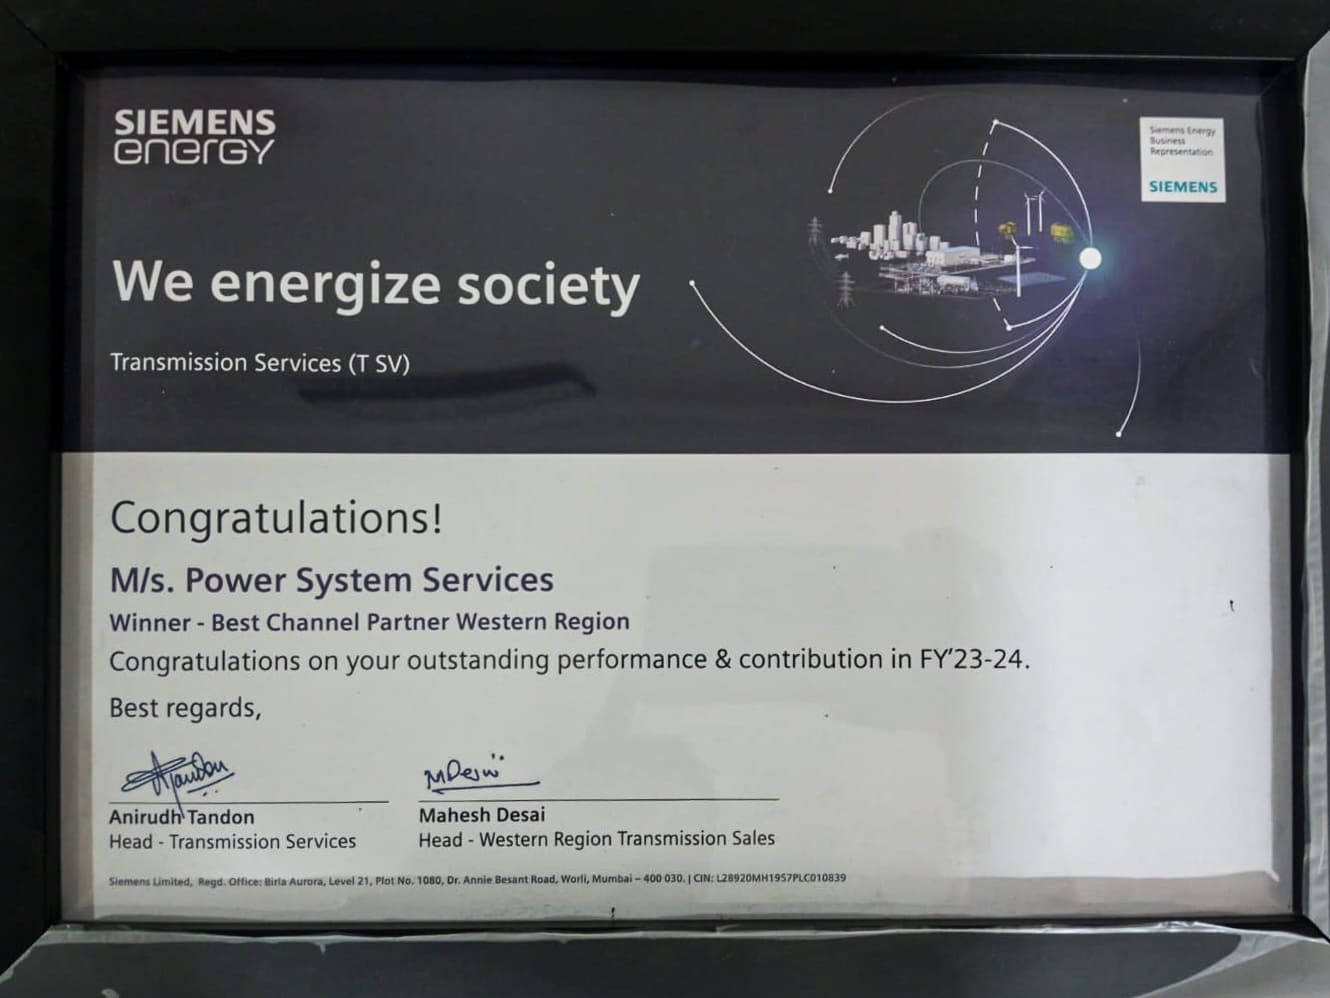 SIEMENS
energy
Siemens Energy
Business
Representation
SIEMENS
We energize society
Transmission Services (T SV)
Congratulations!
M/s. Power System Services
Winner - Best Channel Partner Western Region
Congratulations on your outstanding performance & contribution in FY'23-24.
Best regards,
ATandon
MDesai
Anirudh Tandon
Head - Transmission Services
Mahesh Desai
Head - Western Region Transmission Sales
Siemens Limited, Regd. Office: Birla Aurora, Level 21, Plot No. 1080, Dr. Annie Besant Road, Worli, Mumbai – 400 030. | CIN: L28920MH1957PLC010839